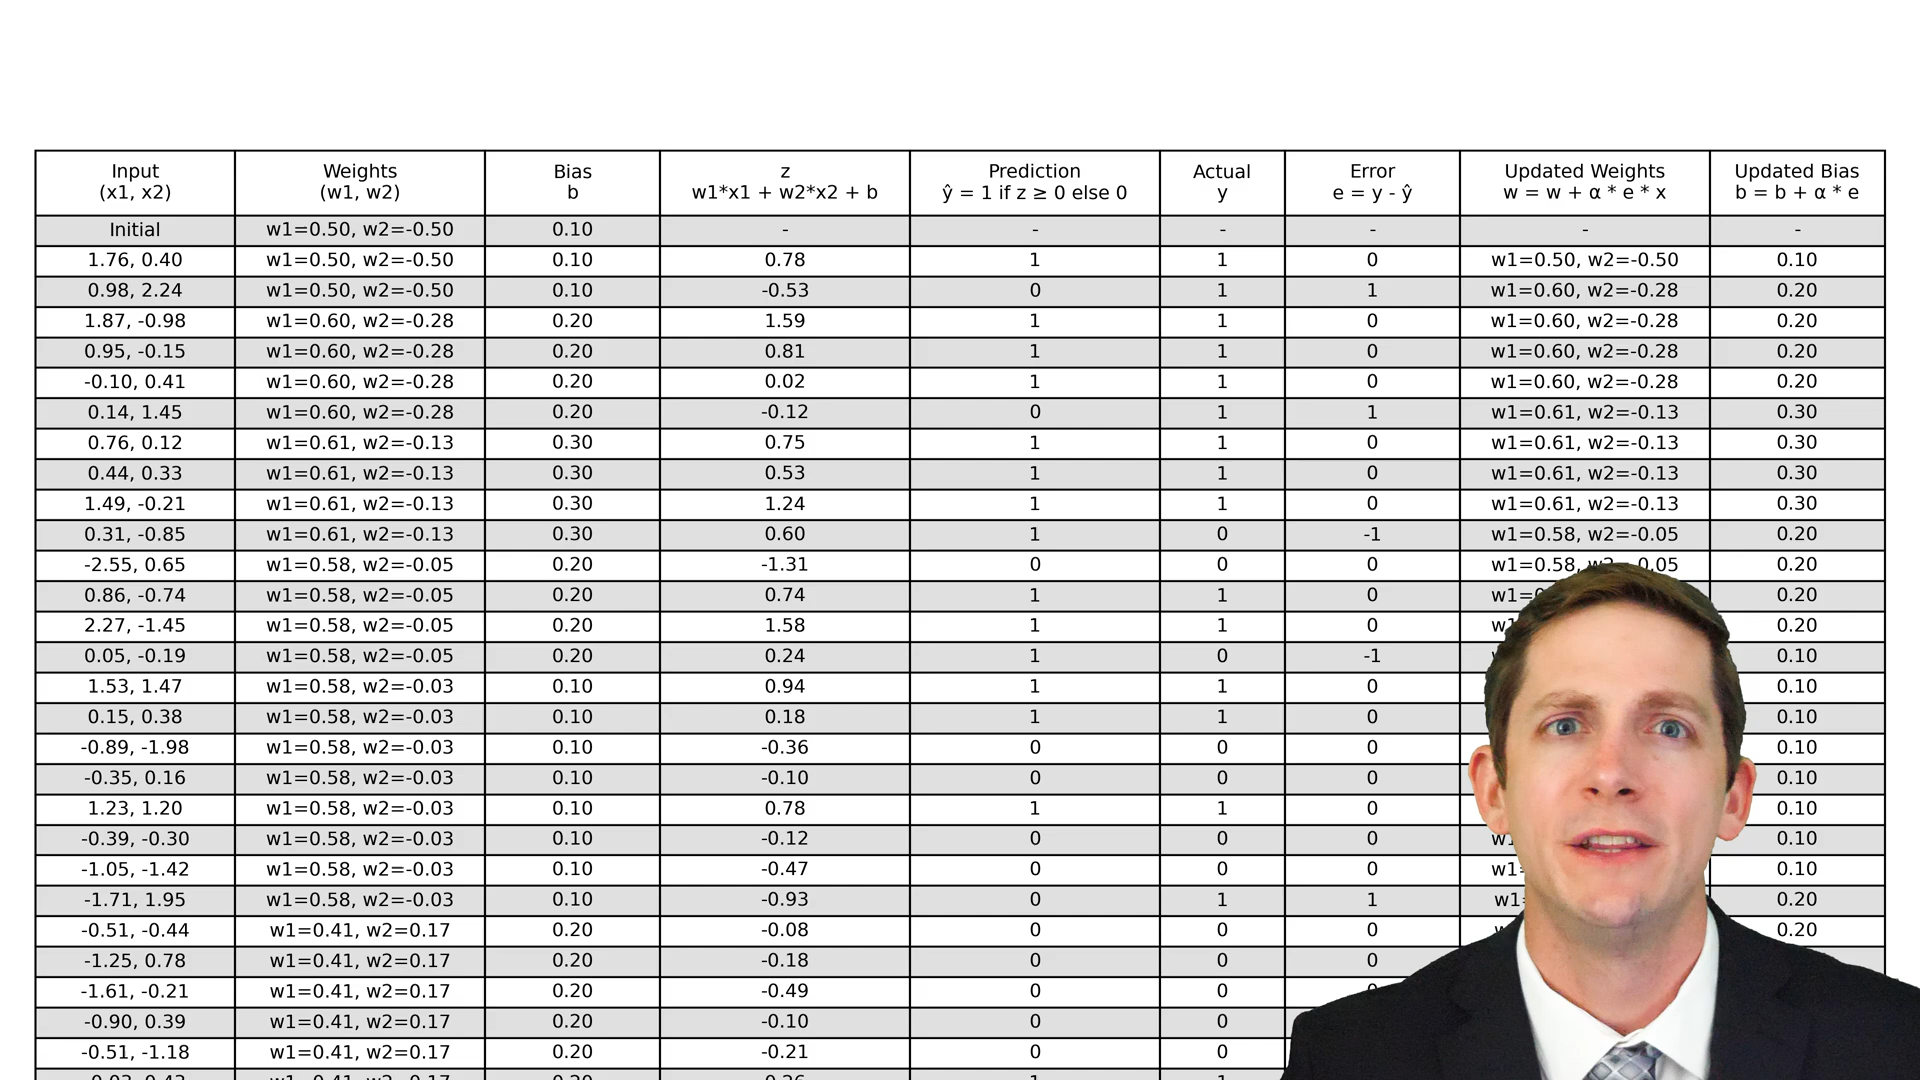 Input (x1, x2) Weights (w1, w2) Bias b z w1*x1 + w2*x2 + b Prediction ŷ = 1 if z ≥ 0 else 0 Actual y Error e = y - ŷ Updated Weights w = w + α * e * x Updated Bias b = b + α * e
Initial w1=0.50, w2=-0.50 0.10 - - - - - -
1.76, 0.40 w1=0.50, w2=-0.50 0.10 0.78 1 1 0 w1=0.50, w2=-0.50 0.10
0.98, 2.24 w1=0.50, w2=-0.50 0.10 -0.53 0 1 1 w1=0.60, w2=-0.28 0.20
1.87, -0.98 w1=0.60, w2=-0.28 0.20 1.59 1 1 0 w1=0.60, w2=-0.28 0.20
0.95, -0.15 w1=0.60, w2=-0.28 0.20 0.81 1 1 0 w1=0.60, w2=-0.28 0.20
-0.10, 0.41 w1=0.60, w2=-0.28 0.20 0.02 1 1 0 w1=0.60, w2=-0.28 0.20
0.14, 1.45 w1=0.60, w2=-0.28 0.20 -0.12 0 1 1 w1=0.61, w2=-0.13 0.30
0.76, 0.12 w1=0.61, w2=-0.13 0.30 0.75 1 1 0 w1=0.61, w2=-0.13 0.30
0.44, 0.33 w1=0.61, w2=-0.13 0.30 0.53 1 1 0 w1=0.61, w2=-0.13 0.30
1.49, -0.21 w1=0.61, w2=-0.13 0.30 1.24 1 1 0 w1=0.61, w2=-0.13 0.30
0.31, -0.85 w1=0.61, w2=-0.13 0.30 0.60 1 0 -1 w1=0.58, w2=-0.05 0.20
-2.55, 0.65 w1=0.58, w2=-0.05 0.20 -1.31 0 0 0 w1=0.58, 0.20
0.86, -0.74 w1=0.58, w2=-0.05 0.20 0.74 1 1 0 0.20
2.27, -1.45 w1=0.58, w2=-0.05 0.20 1.58 1 1 0 0.20
0.05, -0.19 w1=0.58, w2=-0.05 0.20 0.24 1 0 -1 0.10
1.53, 1.47 w1=0.58, w2=-0.03 0.10 0.94 1 1 0 0.10
0.15, 0.38 w1=0.58, w2=-0.03 0.10 0.18 1 1 0 0.10
-0.89, -1.98 w1=0.58, w2=-0.03 0.10 -0.36 0 0 0 0.10
-0.35, 0.16 w1=0.58, w2=-0.03 0.10 -0.10 0 0 0 0.10
1.23, 1.20 w1=0.58, w2=-0.03 0.10 0.78 1 1 0 0.10
-0.39, -0.30 w1=0.58, w2=-0.03 0.10 -0.12 0 0 0 0.10
-1.05, -1.42 w1=0.58, w2=-0.03 0.10 -0.47 0 0 0 0.10
-1.71, 1.95 w1=0.58, w2=-0.03 0.10 -0.93 0 1 1 0.20
-0.51, -0.44 w1=0.41, w2=0.17 0.20 -0.08 0 0 0 0.20
-1.25, 0.78 w1=0.41, w2=0.17 0.20 -0.18 0 0 0
-1.61, -0.21 w1=0.41, w2=0.17 0.20 -0.49 0 0
-0.90, 0.39 w1=0.41, w2=0.17 0.20 -0.10 0 0
-0.51, -1.18 w1=0.41, w2=0.17 0.20 -0.21 0 0